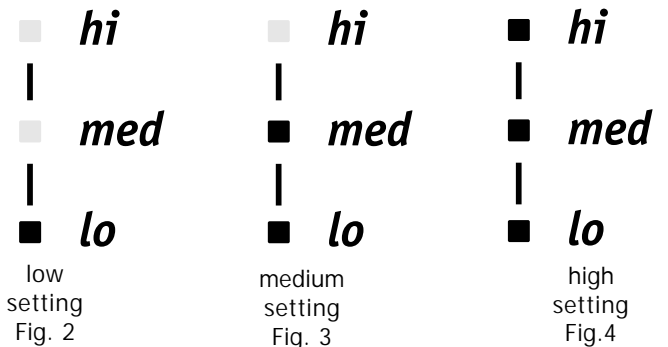 hi
med
lo
low
setting
Fig. 2
hi
med
lo
medium
setting
Fig. 3
hi
med
lo
high
setting
Fig.4